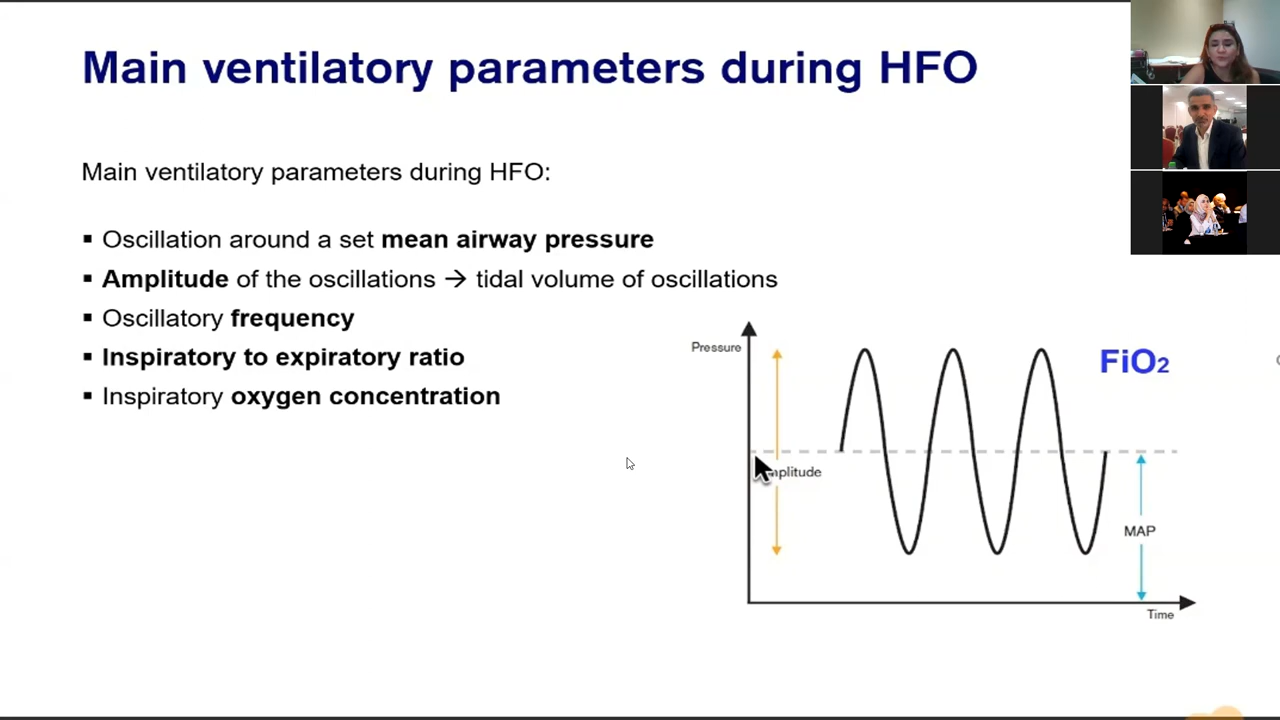 Main ventilatory parameters during HFO
Main ventilatory parameters during HFO:
▪ Oscillation around a set mean airway pressure
▪ Amplitude of the oscillations → tidal volume of oscillations
▪ Oscillatory frequency
▪ Inspiratory to expiratory ratio
▪ Inspiratory oxygen concentration
Pressure
FiO2
mplitude
MAP
Time